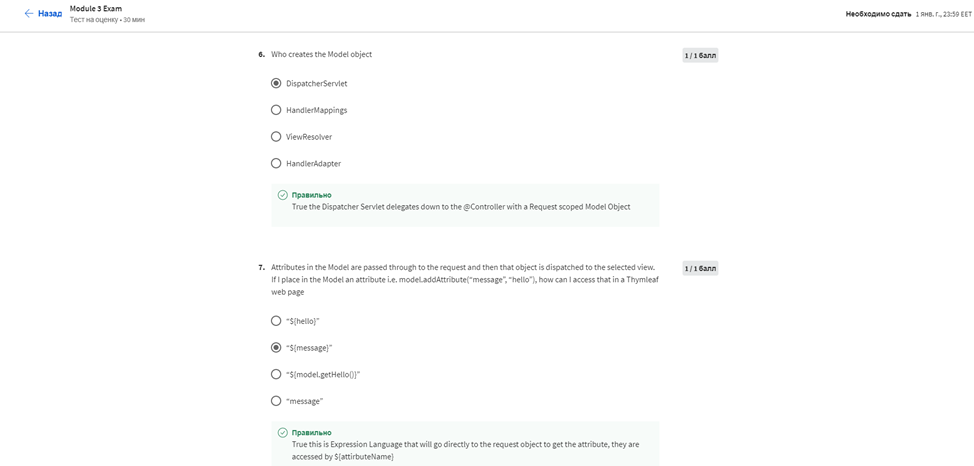 Назад
Module 3 Exam
Тест на оценку • 30 мин
Необходимо сдать 1 янв. г., 23:59 EET
6. Who creates the Model object
1 / 1 балл
DispatcherServlet
HandlerMappings
ViewResolver
HandlerAdapter
Правильно
True the Dispatcher Servlet delegates down to the @Controller with a Request scoped Model Object
7. Attributes in the Model are passed through to the request and then that object is dispatched to the selected view.
1 / 1 балл
If I place in the Model an attribute i.e. model.addAttribute(“message”, “hello”), how can I access that in a Thymleaf
web page
“${hello}”
“${message}”
“${model.getHello()}”
“message”
Правильно
True this is Expression Language that will go directly to the request object to get the attribute, they are
accessed by ${attirbuteName}